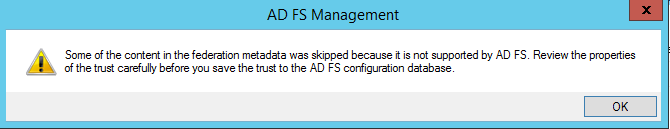 AD FS Management
x
Some of the content in the federation metadata was skipped because it is not supported by AD FS. Review the properties
of the trust carefully before you save the trust to the AD FS configuration database.
OK